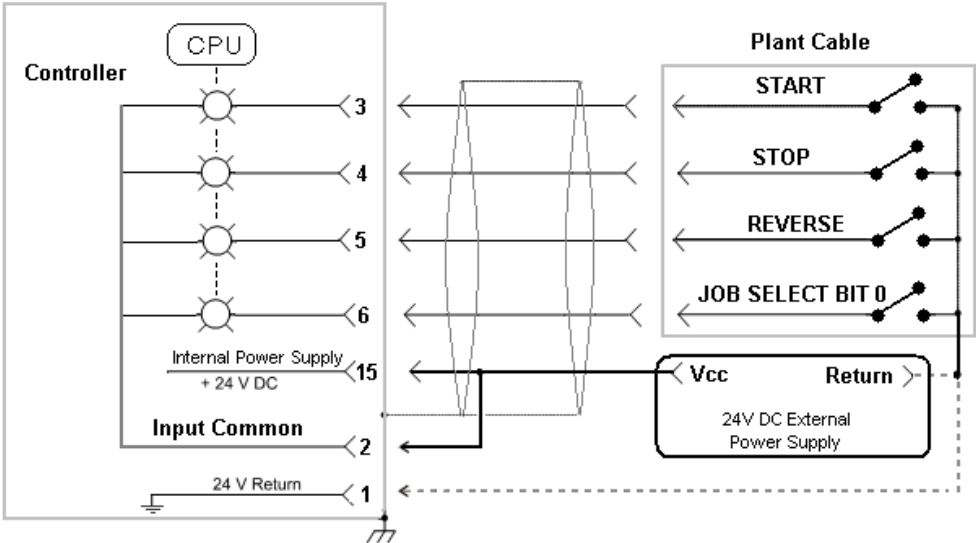 CPU
Controller
Plant Cable
START
3
STOP
4
REVERSE
5
JOB SELECT BIT 0
6
Internal Power Supply
+ 24 V DC
15
Vcc
Return
24V DC External
Power Supply
Input Common
2
24 V Return
1